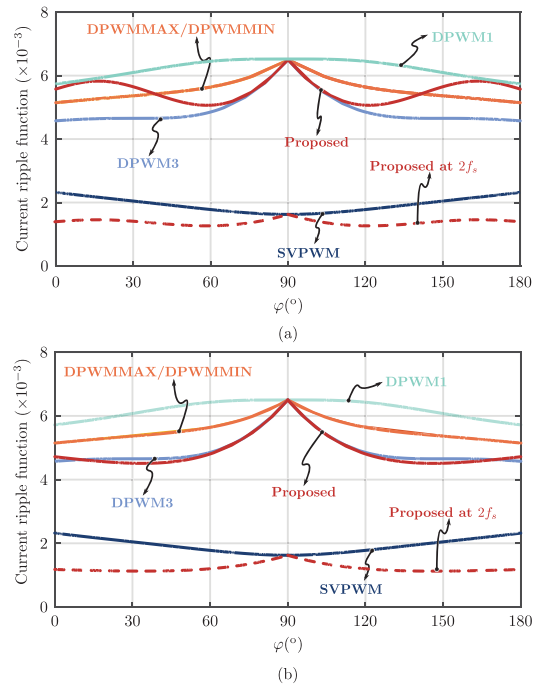 8
6
4
2
0
Current ripple function (×10⁻³)
DPWMMAX/DPWMMIN
DPWM1
DPWM3
Proposed
Proposed at 2fₛ
SVPWM
0 30 60 90 120 150 180
φ(°)
(a)
8
6
4
2
0
Current ripple function (×10⁻³)
DPWMMAX/DPWMMIN
DPWM1
DPWM3
Proposed
Proposed at 2fₛ
SVPWM
0 30 60 90 120 150 180
φ(°)
(b)